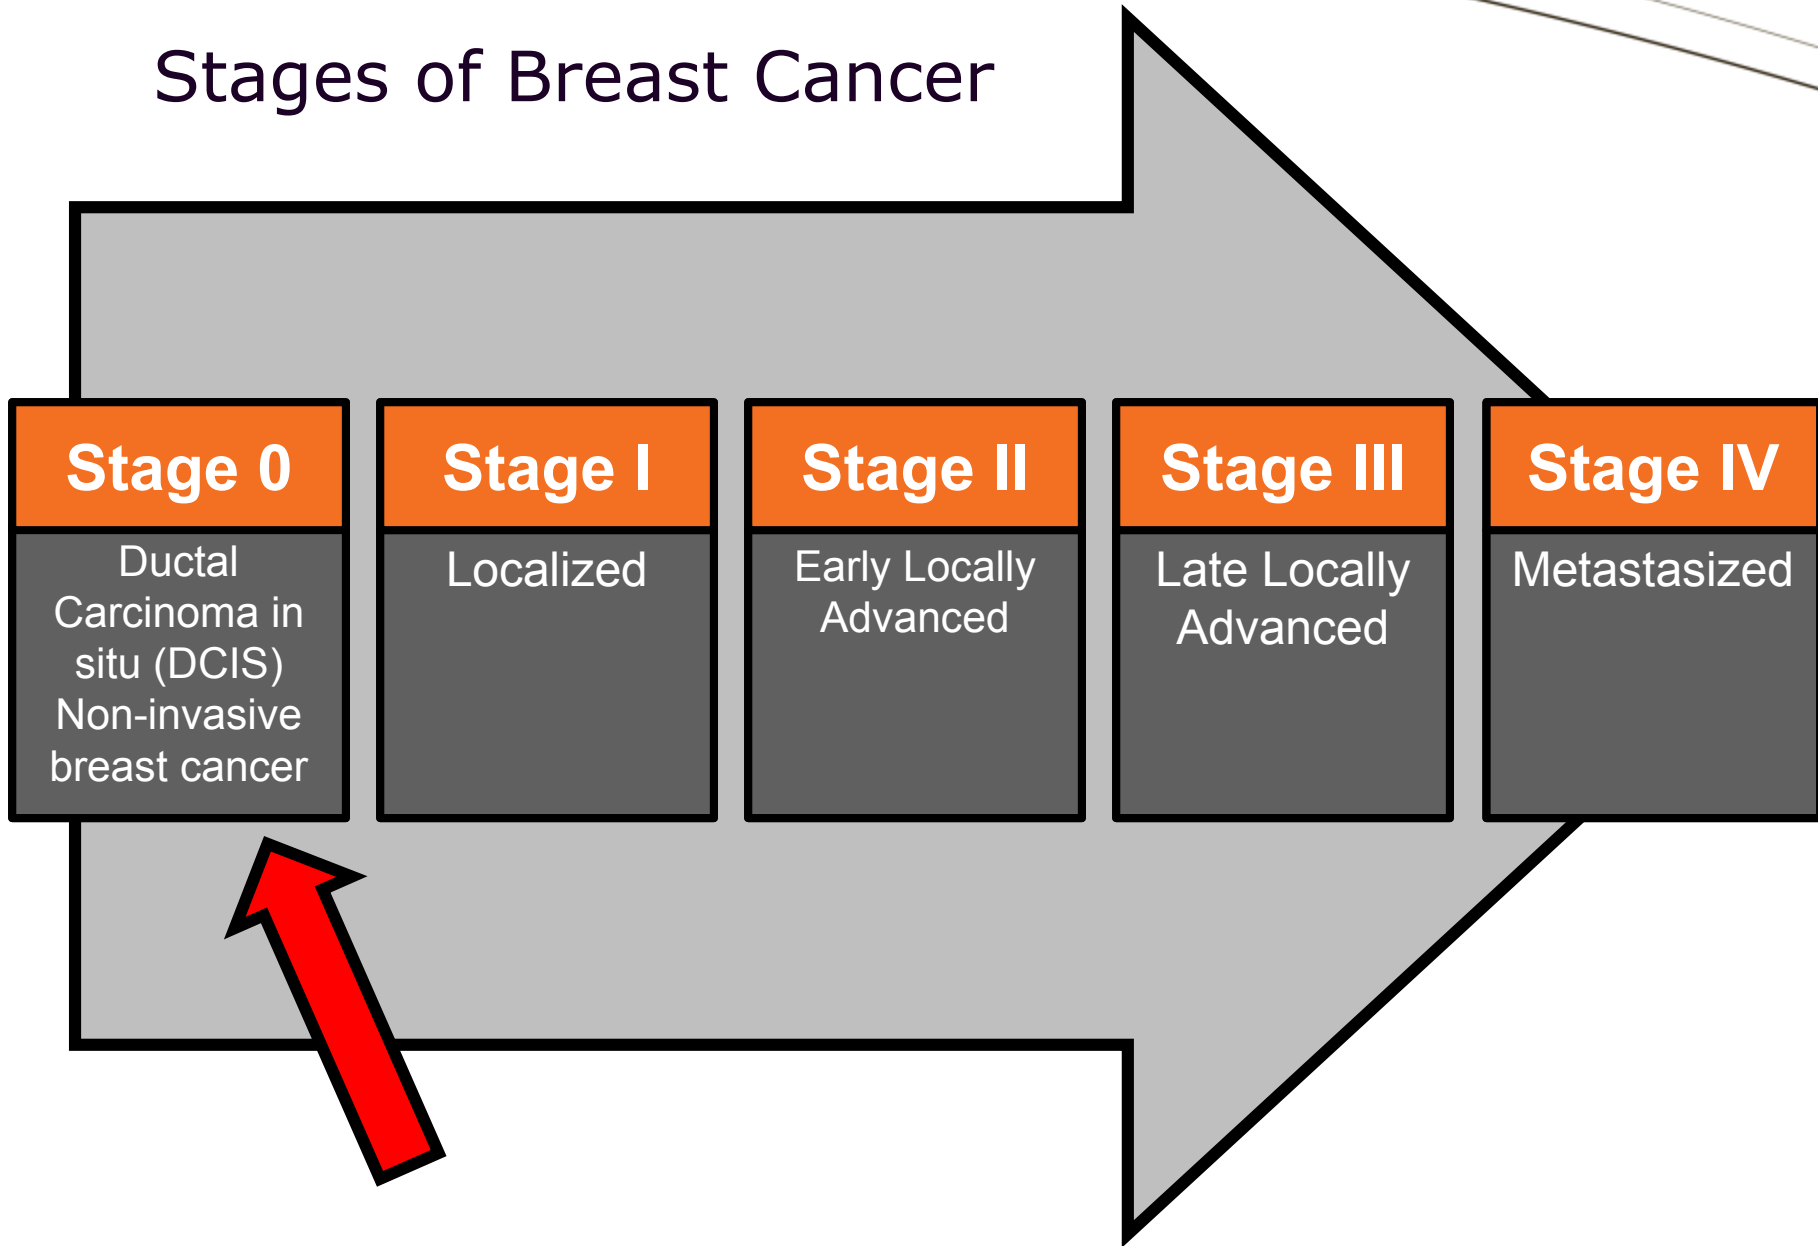 Stages of Breast Cancer
Stage 0
Ductal
Carcinoma in
situ (DCIS)
Non-invasive
breast cancer
Stage I
Localized
Stage II
Early Locally
Advanced
Stage III
Late Locally
Advanced
Stage IV
Metastasized